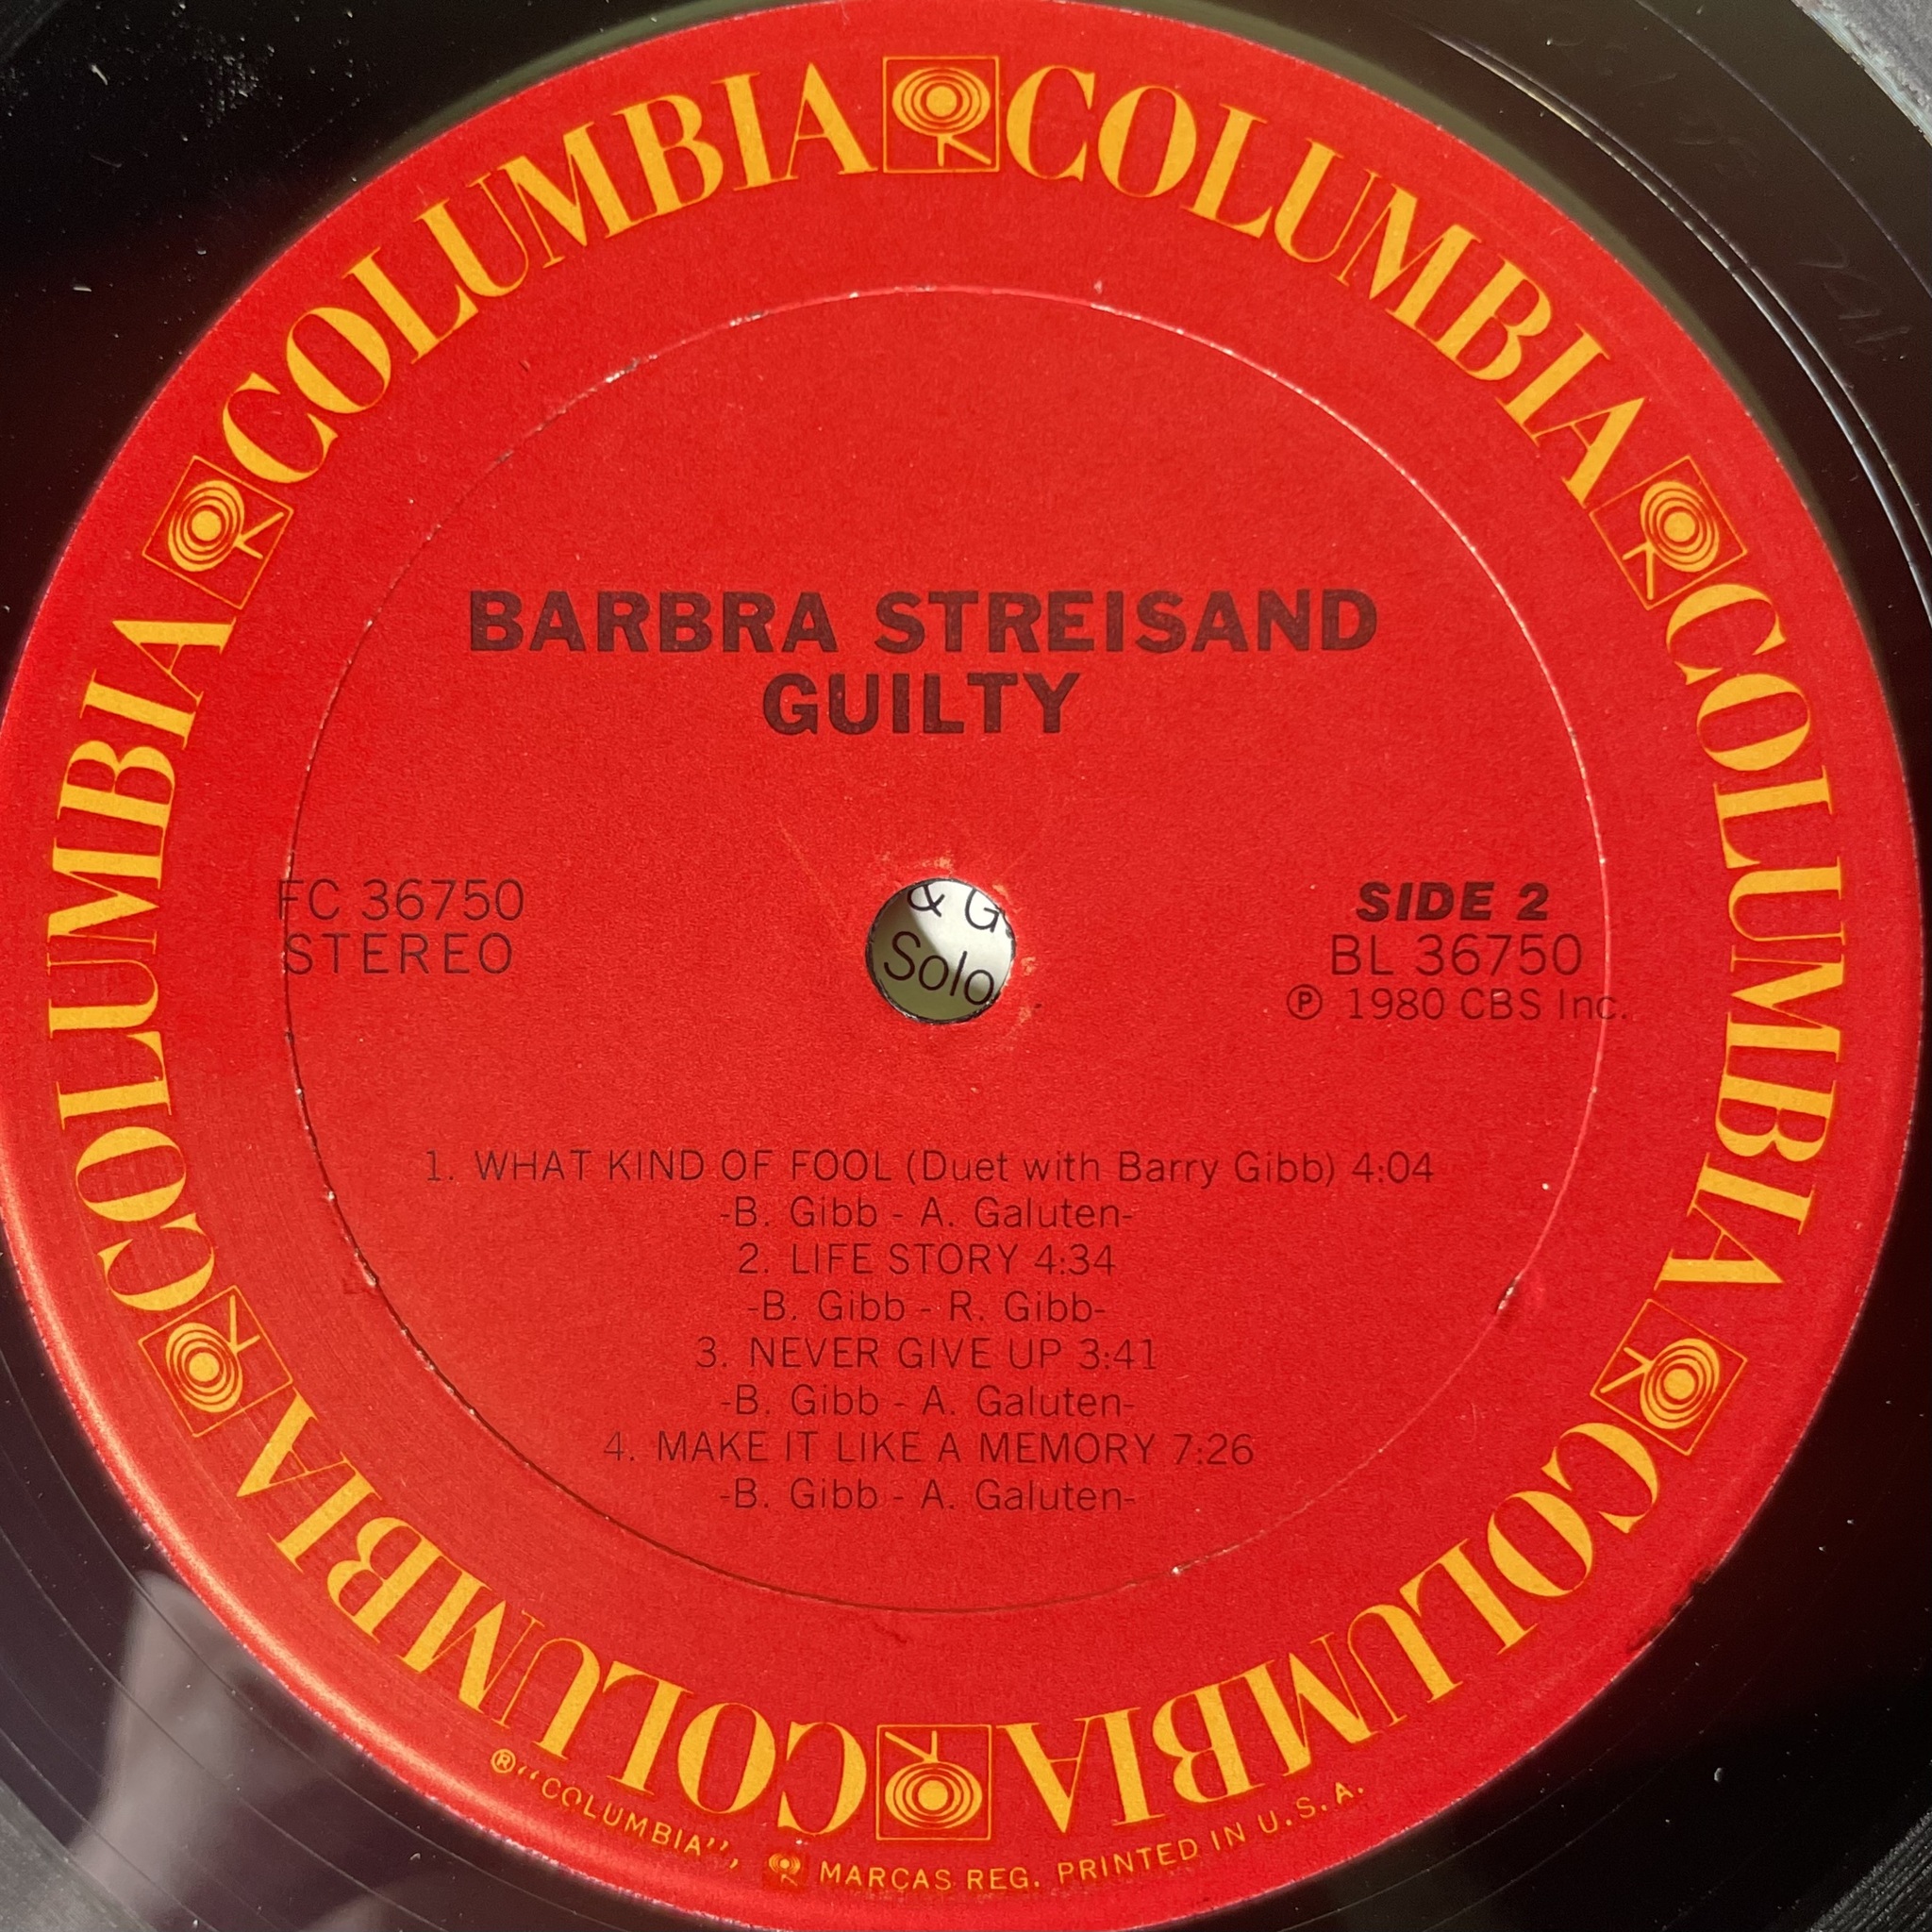 COLUMBIA COLUMBIA COLUMBIA COLUMBIA COLUMBIA COLUMBIA
BARBRA STREISAND
GUILTY
FC 36750
STEREO
& G
Solo
SIDE 2
BL 36750
Ⓟ 1980 CBS Inc.
1. WHAT KIND OF FOOL (Duet with Barry Gibb) 4:04
-B. Gibb - A. Galuten-
2. LIFE STORY 4:34
-B. Gibb - R. Gibb-
3. NEVER GIVE UP 3:41
-B. Gibb - A. Galuten-
4. MAKE IT LIKE A MEMORY 7:26
-B. Gibb - A. Galuten-
®"COLUMBIA", MARCAS REG. PRINTED IN U.S.A.